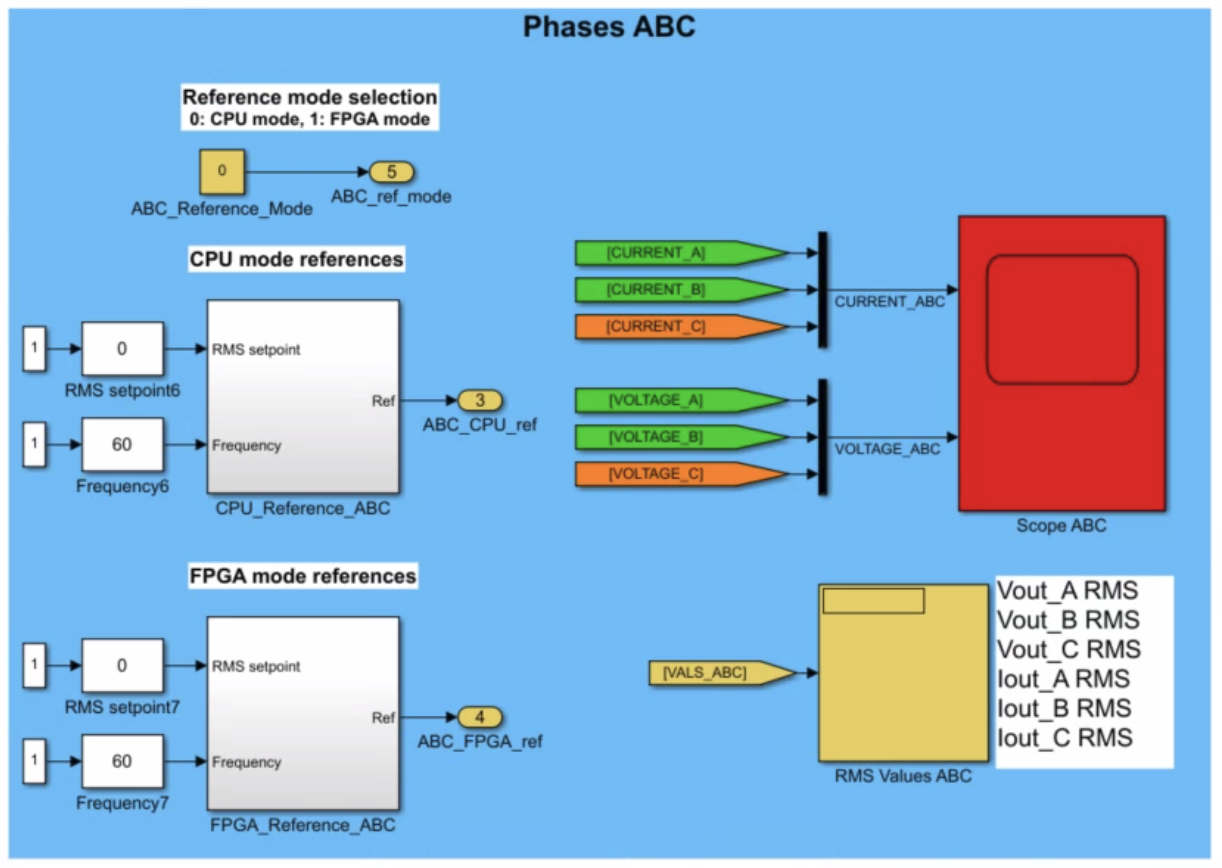 Phases ABC
Reference mode selection
0: CPU mode, 1: FPGA mode
0
5
ABC_Reference_Mode
ABC_ref_mode
CPU mode references
1
0
RMS setpoint
RMS setpoint6
Ref
3
ABC_CPU_ref
1
60
Frequency
Frequency6
CPU_Reference_ABC
FPGA mode references
1
0
RMS setpoint
RMS setpoint7
Ref
4
ABC_FPGA_ref
1
60
Frequency
Frequency7
FPGA_Reference_ABC
[CURRENT_A]
[CURRENT_B]
[CURRENT_C]
CURRENT_ABC
[VOLTAGE_A]
[VOLTAGE_B]
[VOLTAGE_C]
VOLTAGE_ABC
Scope ABC
[VALS_ABC]
RMS Values ABC
Vout_A RMS
Vout_B RMS
Vout_C RMS
Iout_A RMS
Iout_B RMS
Iout_C RMS